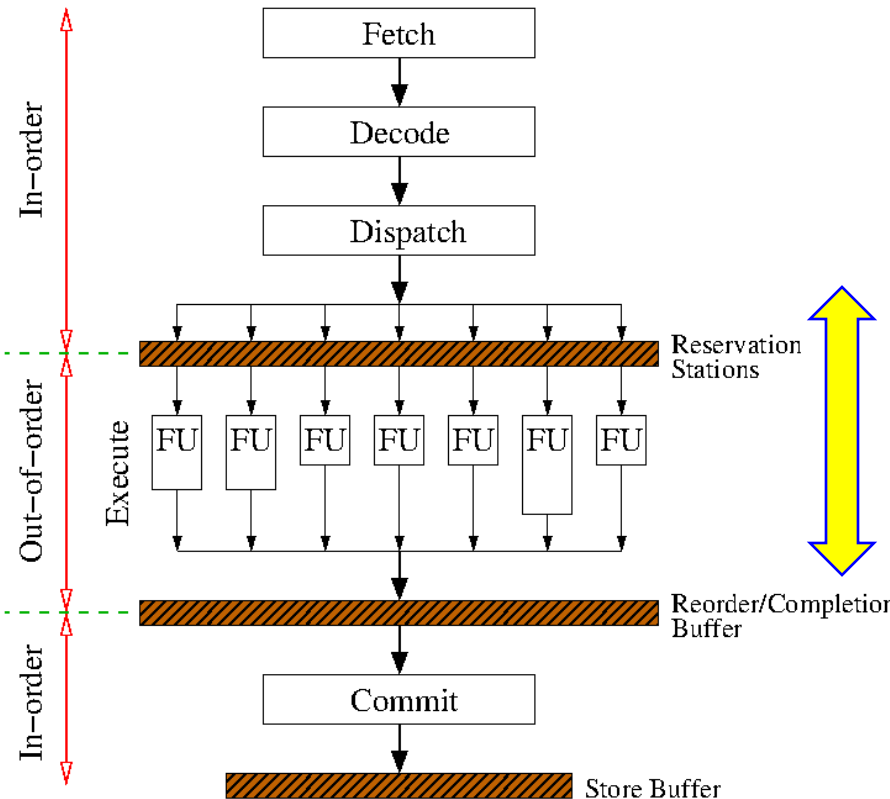 Fetch
Decode
Dispatch
In-order
Reservation
Stations
FU FU FU FU FU FU FU
Execute
Out-of-order
Reorder/Completion
Buffer
Commit
In-order
Store Buffer